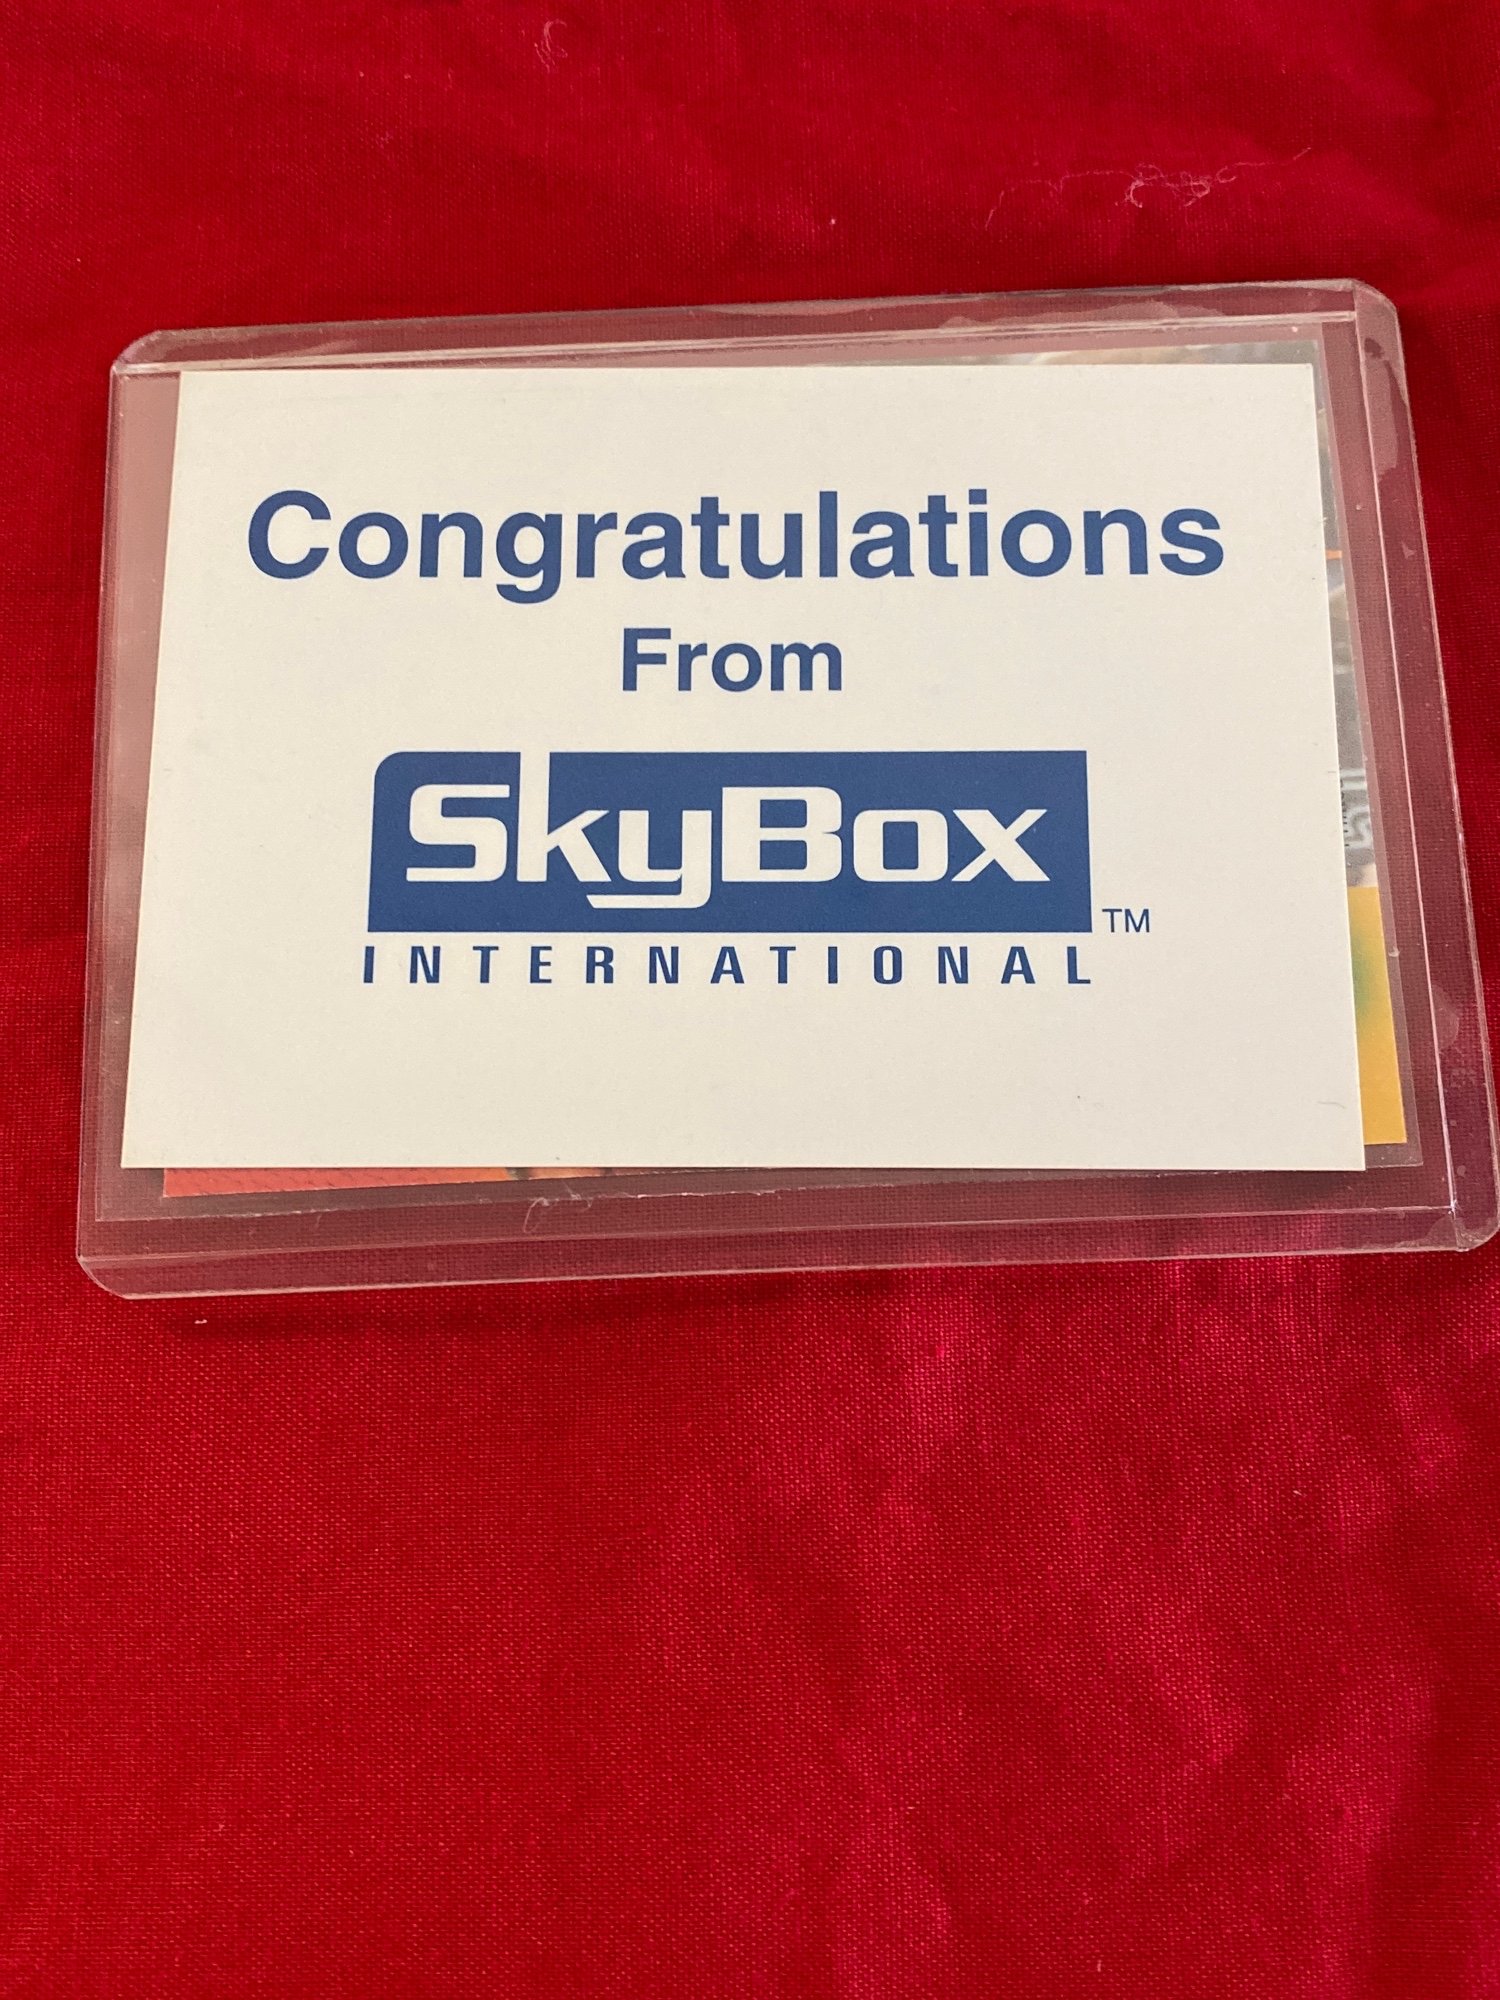 Congratulations
From
SkyBox
TM
INTERNATIONAL